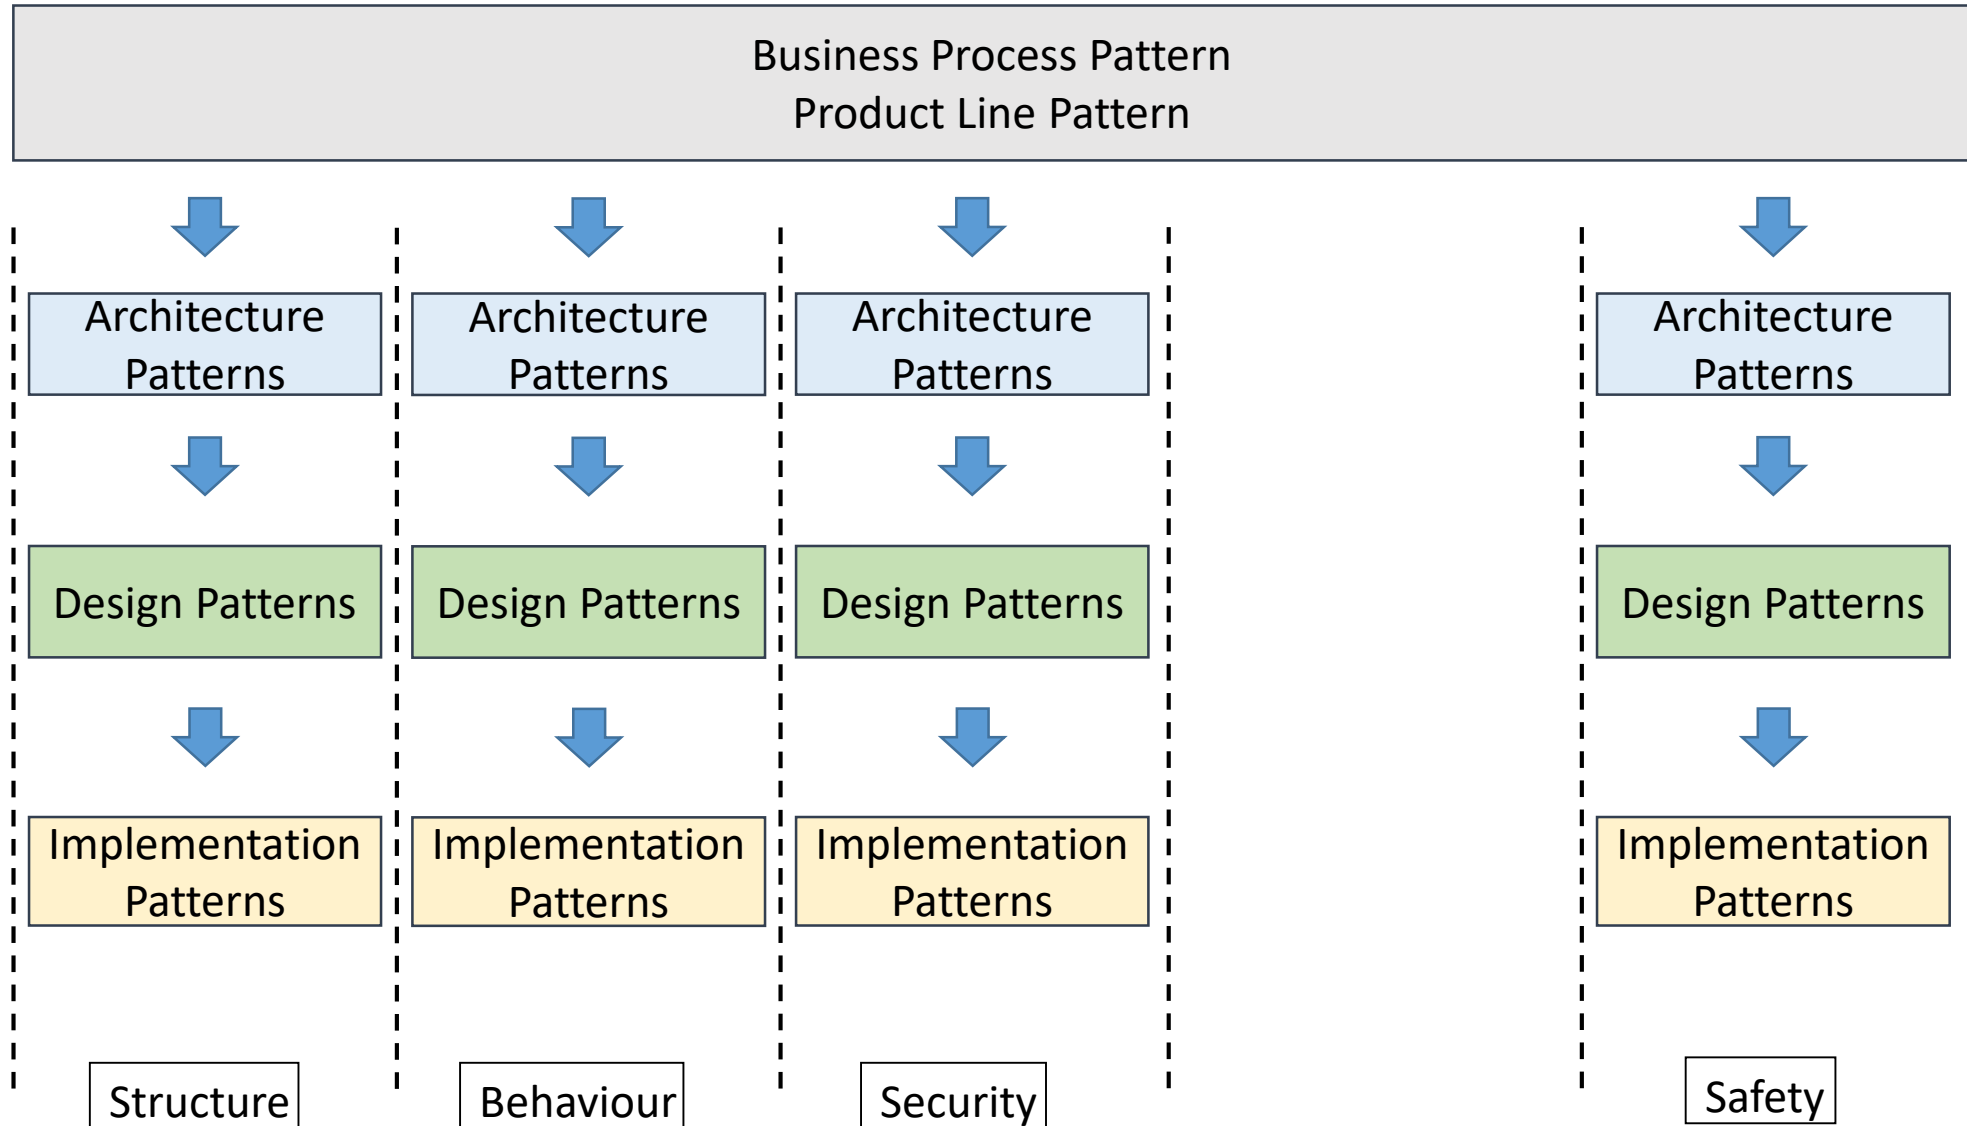 Business Process Pattern
Product Line Pattern
Architecture
Patterns
Architecture
Patterns
Architecture
Patterns
Architecture
Patterns
Design Patterns
Design Patterns
Design Patterns
Design Patterns
Implementation
Patterns
Implementation
Patterns
Implementation
Patterns
Implementation
Patterns
Structure
Behaviour
Security
Safety